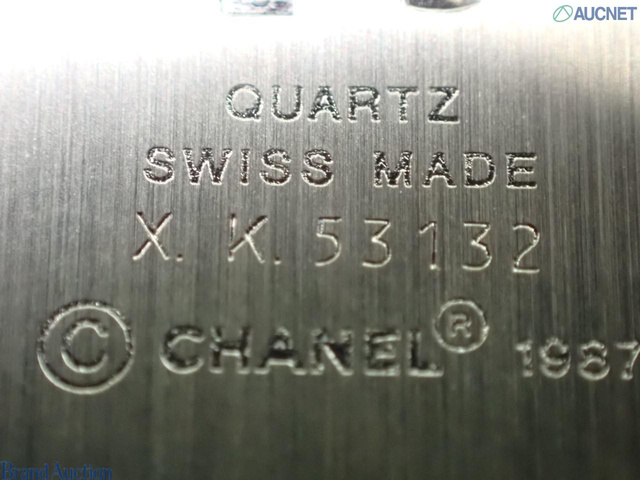 AUCNET
QUARTZ
SWISS MADE
X. K. 53132
© CHANEL® 1987
Brand Auction